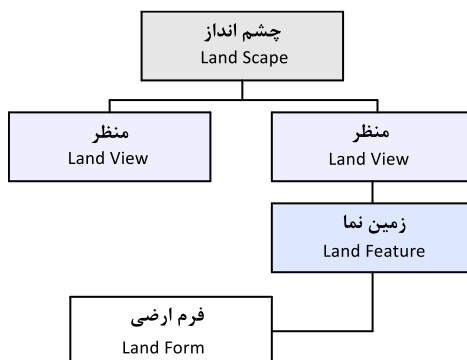 چشم انداز
Land Scape
منظر
Land View
منظر
Land View
زمین نما
Land Feature
فرم ارضی
Land Form